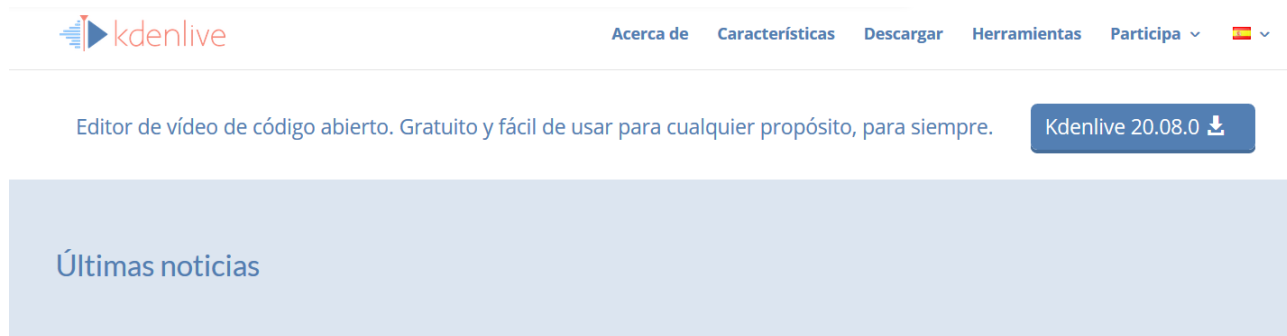 kdenlive
Acerca de Características Descargar Herramientas Participa
Editor de vídeo de código abierto. Gratuito y fácil de usar para cualquier propósito, para siempre.
Kdenlive 20.08.0
Últimas noticias